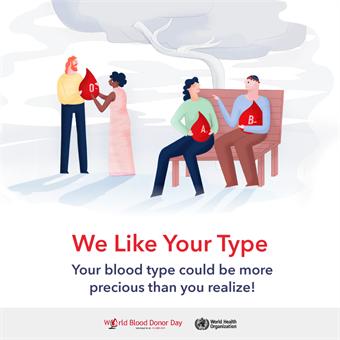 O
A
B-
We Like Your Type
Your blood type could be more
precious than you realize!
World Blood Donor Day
World Health
Organization